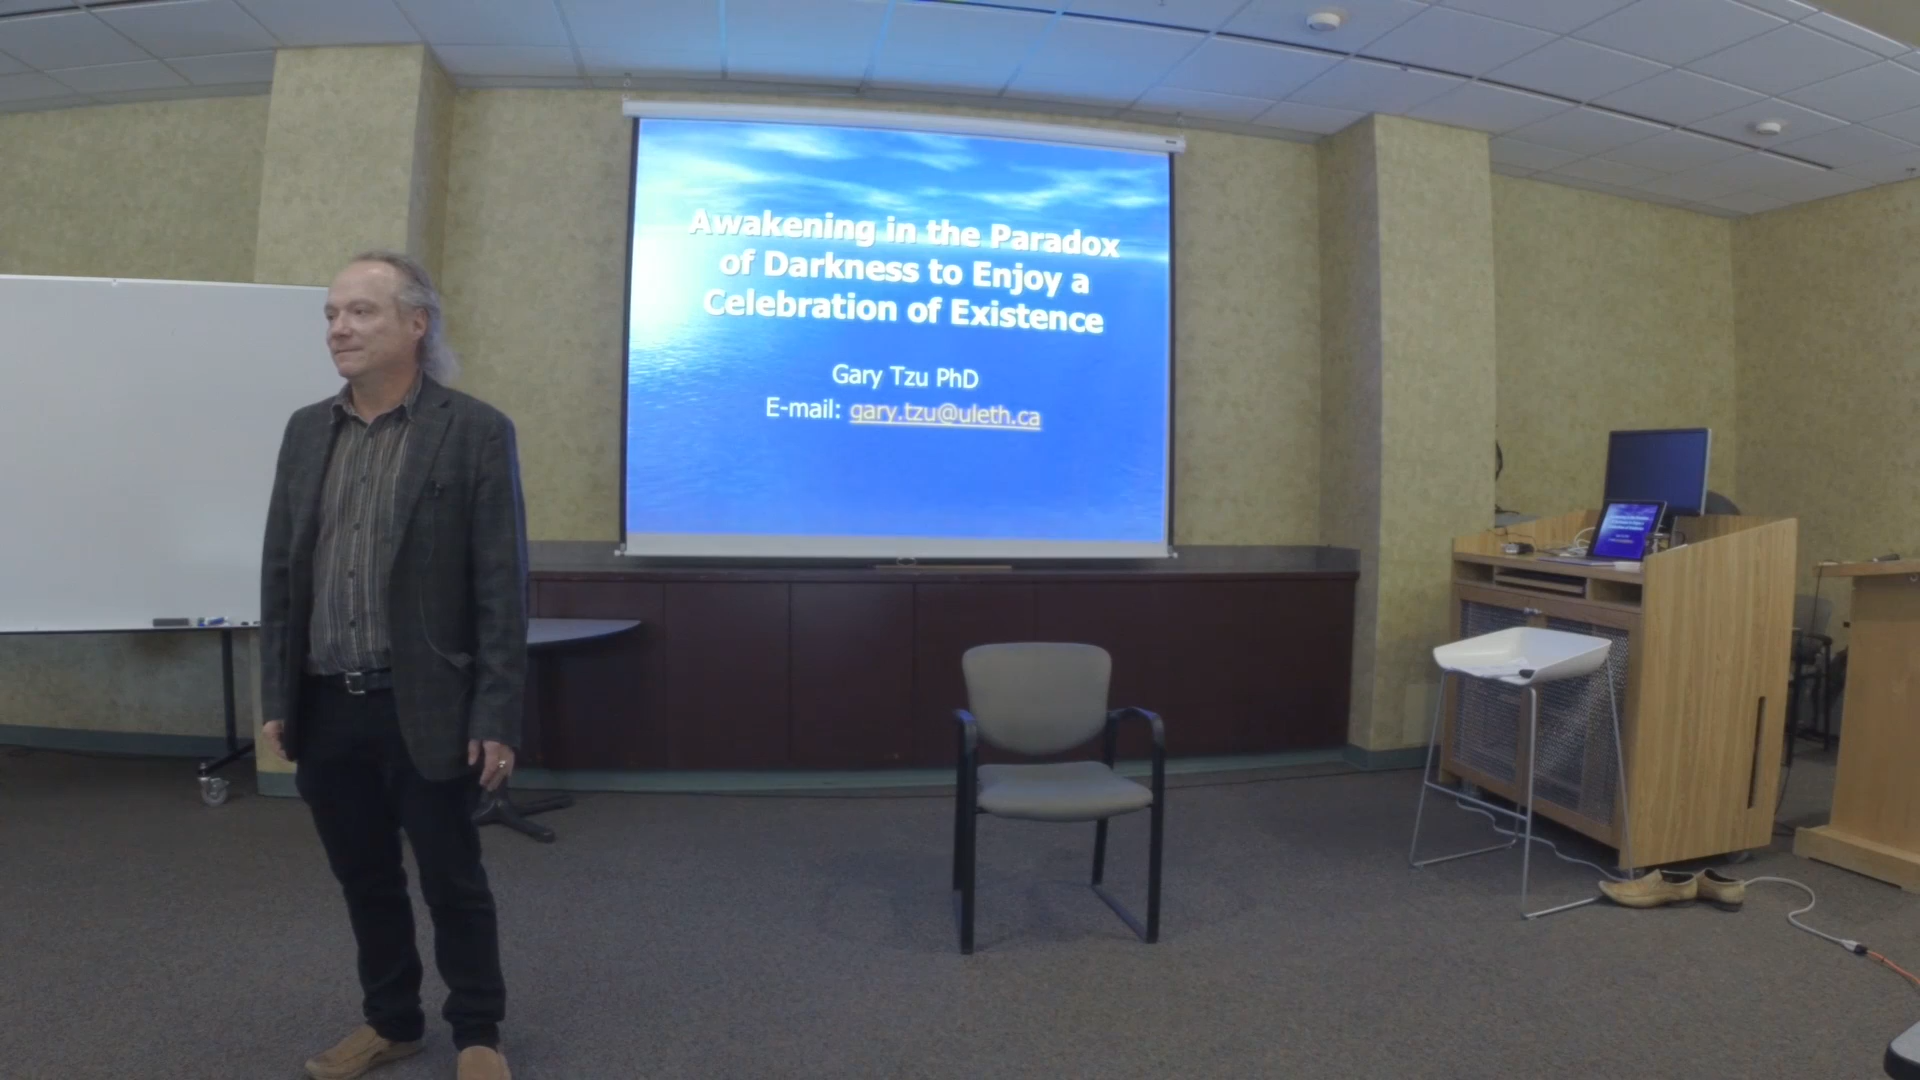 Awakening in the Paradox
of Darkness to Enjoy a
Celebration of Existence
Gary Tzu PhD
E-mail: gary.tzu@uleth.ca